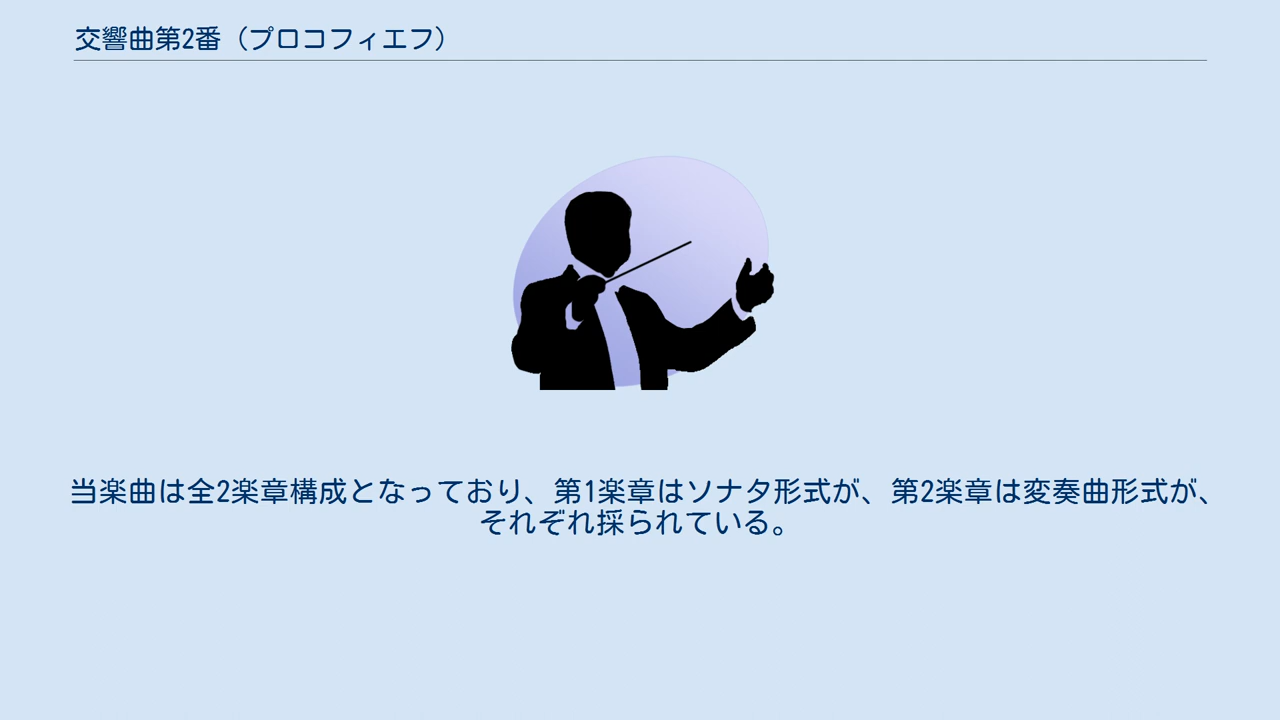 交響曲第2番（プロコフィエフ）
当楽曲は全2楽章構成となっており、第1楽章はソナタ形式が、第2楽章は変奏曲形式が、
それぞれ採られている。